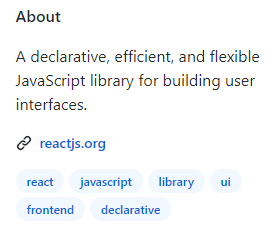 About
A declarative, efficient, and flexible
JavaScript library for building user
interfaces.
reactjs.org
react javascript library ui
frontend declarative